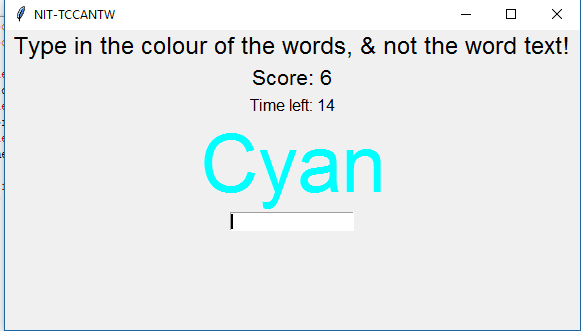 NIT-TCCANTW
Type in the colour of the words, & not the word text!
Score: 6
Time left: 14
Cyan